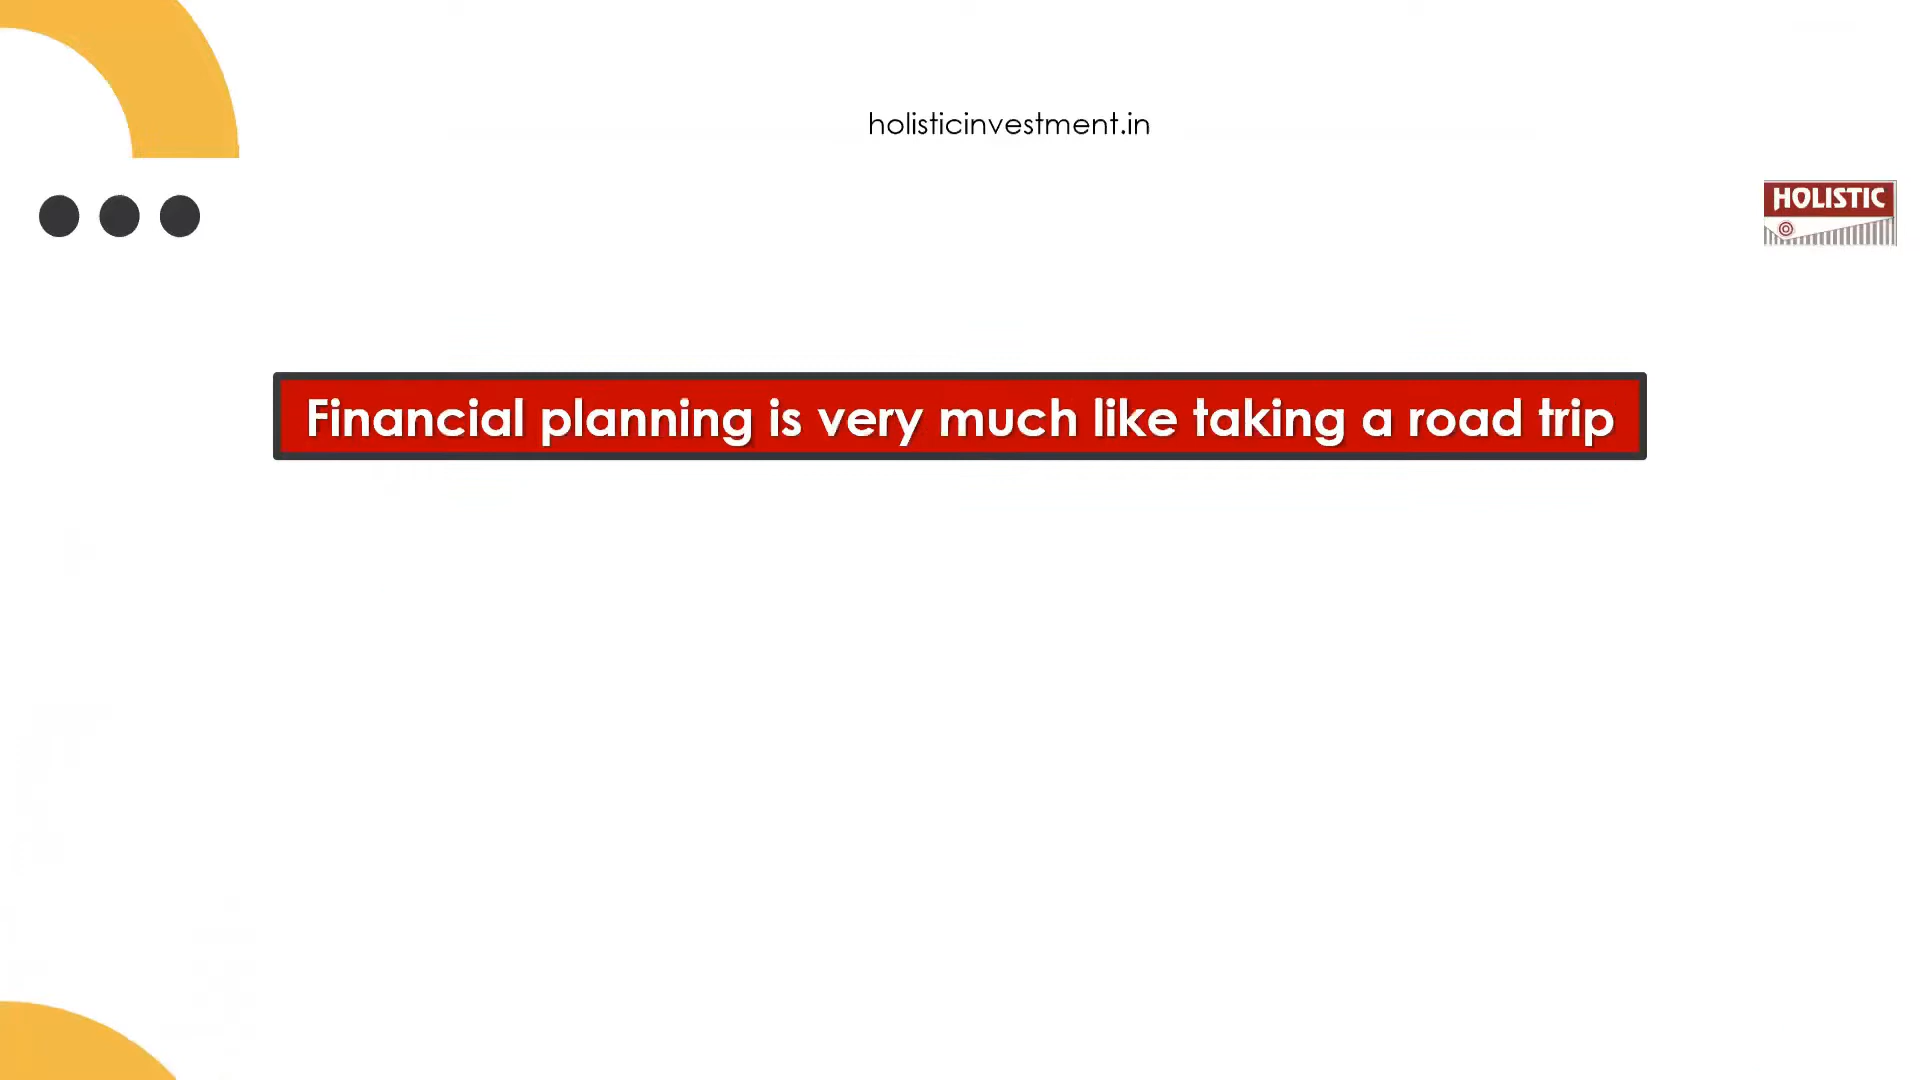 holisticinvestment.in
HOLISTIC
Financial planning is very much like taking a road trip